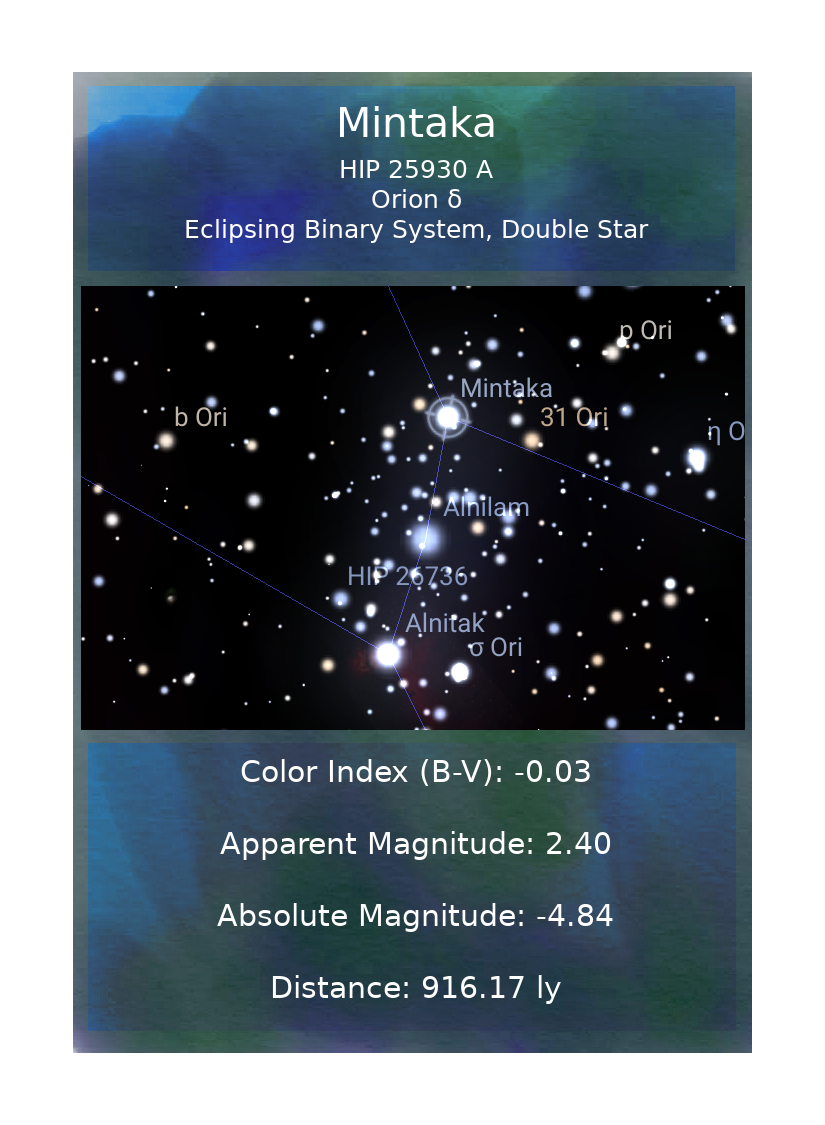 Mintaka
HIP 25930 A
Orion δ
Eclipsing Binary System, Double Star
p Ori
Mintaka
b Ori
31 Ori
η O
Alnilam
HIP 26736
Alnitak
σ Ori
Color Index (B-V): -0.03
Apparent Magnitude: 2.40
Absolute Magnitude: -4.84
Distance: 916.17 ly